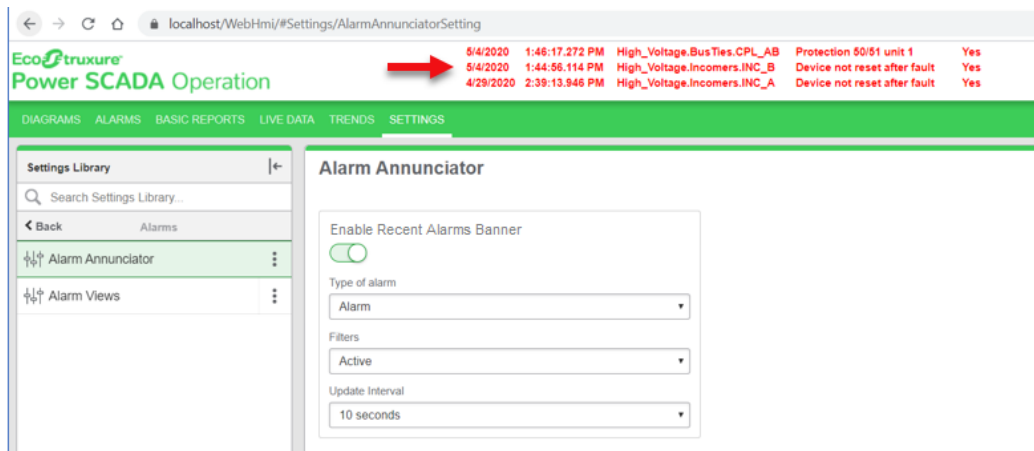 localhost/WebHmi/#Settings/AlarmAnnunciatorSetting
EcoStruxure™
Power SCADA Operation
5/4/2020 1:46:17.272 PM High_Voltage.BusTies.CPL_AB Protection 50/51 unit 1 Yes
5/4/2020 1:44:56.114 PM High_Voltage.Incomers.INC_B Device not reset after fault Yes
4/29/2020 2:39:13.946 PM High_Voltage.Incomers.INC_A Device not reset after fault Yes
DIAGRAMS ALARMS BASIC REPORTS LIVE DATA TRENDS SETTINGS
Settings Library
Search Settings Library...
Back Alarms
Alarm Annunciator
Alarm Views
Alarm Annunciator
Enable Recent Alarms Banner
Type of alarm
Alarm
Filters
Active
Update Interval
10 seconds